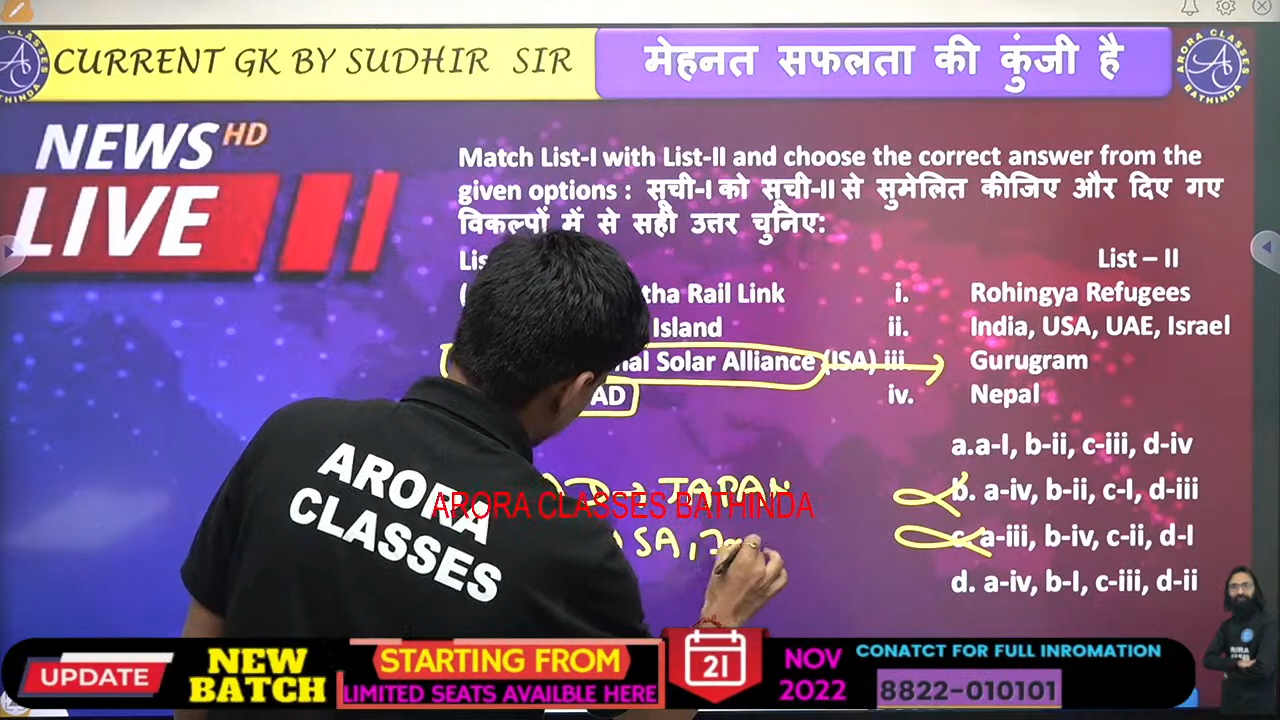 CURRENT GK BY SUDHIR SIR
मेहनत सफलता की कुंजी है
ARORA CLASSES
BATHINDA
NEWS HD
LIVE
Match List-I with List-II and choose the correct answer from the
given options : सूची-I को सूची-II से सुमेलित कीजिए और दिए गए
विकल्पों में से सही उत्तर चुनिए:
List – II
Rail Link i. Rohingya Refugees
Island ii. India, USA, UAE, Israel
Solar Alliance (ISA) iii. Gurugram
iv. Nepal
a.a-I, b-ii, c-iii, d-iv
b. a-iv, b-ii, c-I, d-iii
c. a-iii, b-iv, c-ii, d-I
d. a-iv, b-I, c-iii, d-ii
→ JAPAN
ARORA CLASSES BATHINDA
ARORA
CLASSES
UPDATE
NEW
BATCH
STARTING FROM
LIMITED SEATS AVAILBLE HERE
21
NOV
2022
CONATCT FOR FULL INROMATION
8822-010101